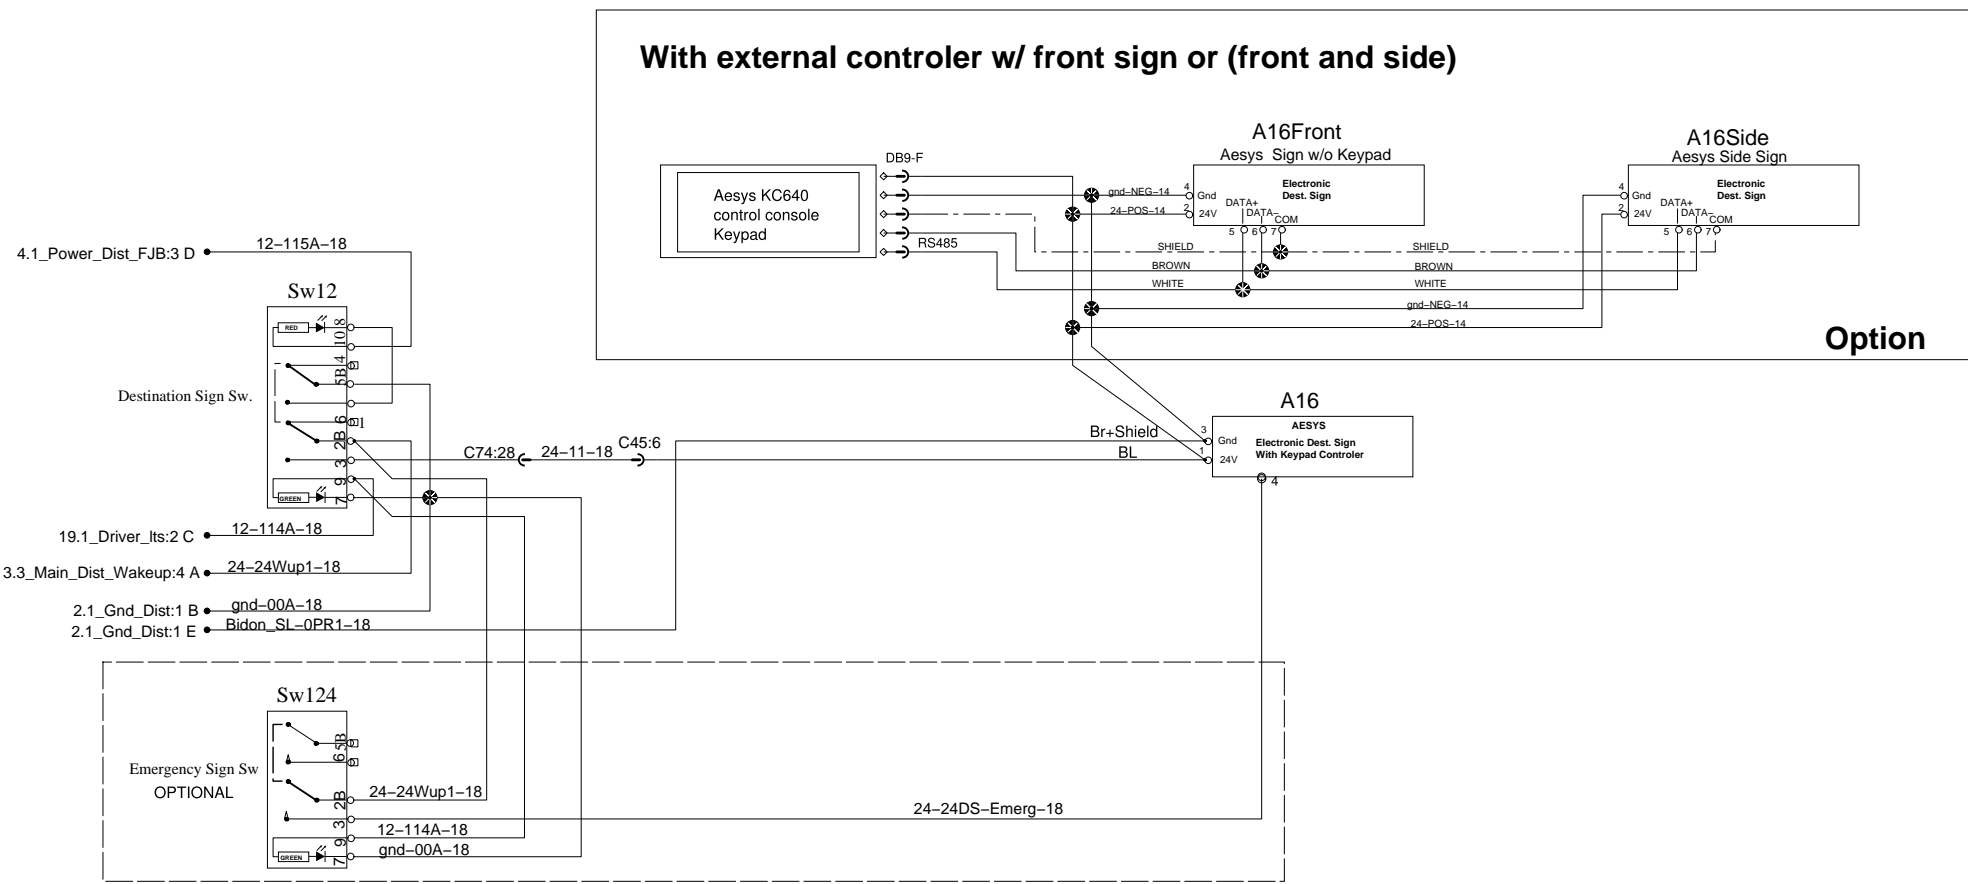 With external controler w/ front sign or (front and side)
A16Front
Aesys Sign w/o Keypad
A16Side
Aesys Side Sign
DB9-F
Aesys KC640
control console
Keypad
RS485
4
gnd-NEG-14
Gnd
24-POS-14
2
24V
Electronic
Dest. Sign
DATA+
DATA-
COM
5
6
7
4
Gnd
2
24V
Electronic
Dest. Sign
DATA+
DATA-
COM
5
6
7
SHIELD
SHIELD
BROWN
BROWN
WHITE
WHITE
gnd-NEG-14
24-POS-14
Option
4.1_Power_Dist_FJB:3 D
12-115A-18
Sw12
RED
8
10
4
5B
Destination Sign Sw.
6
1
2B
3
9
GREEN
7
C74:28
24-11-18
C45:6
Br+Shield
BL
A16
AESYS
3
Gnd
1
24V
Electronic Dest. Sign
With Keypad Controler
4
19.1_Driver_lts:2 C
12-114A-18
3.3_Main_Dist_Wakeup:4 A
24-24Wup1-18
2.1_Gnd_Dist:1 B
gnd-00A-18
2.1_Gnd_Dist:1 E
Bidon_SL-0PR1-18
Sw124
5B
6
Emergency Sign Sw
OPTIONAL
2B
24-24Wup1-18
3
24-24DS-Emerg-18
9
12-114A-18
GREEN
7
gnd-00A-18